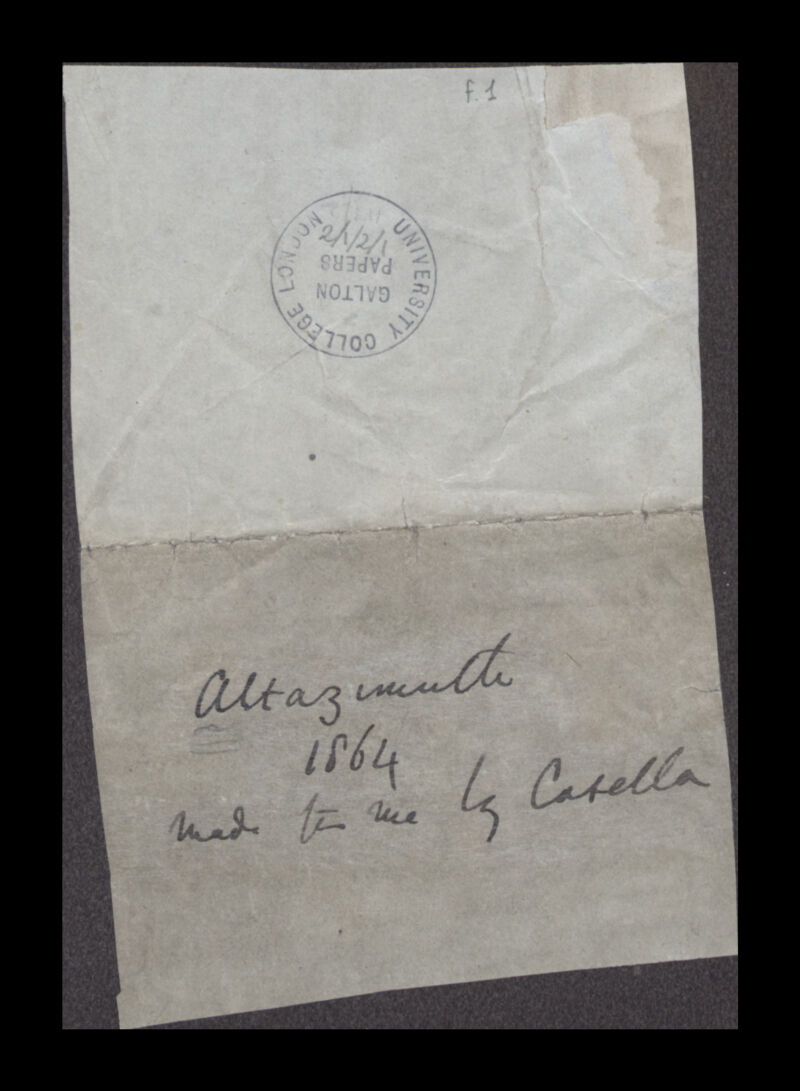 f. 1
UNIVERSITY COLLEGE LONDON
GALTON
PAPERS
2/1/2/1
Altazimuth
1864
made for me by Casella